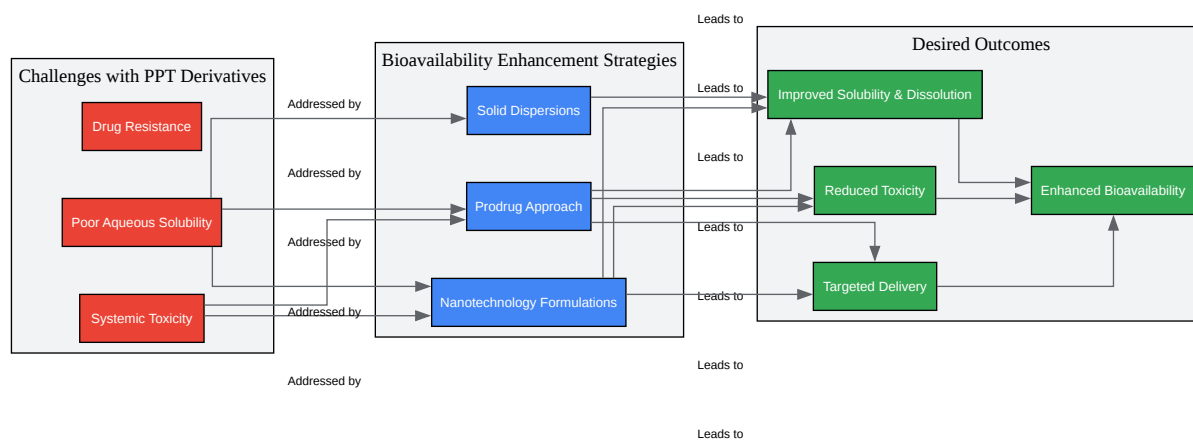 Challenges with PPT Derivatives
Drug Resistance
Poor Aqueous Solubility
Systemic Toxicity
Addressed by
Addressed by
Addressed by
Addressed by
Addressed by
Bioavailability Enhancement Strategies
Solid Dispersions
Prodrug Approach
Nanotechnology Formulations
Leads to
Leads to
Leads to
Leads to
Leads to
Leads to
Leads to
Desired Outcomes
Improved Solubility & Dissolution
Reduced Toxicity
Targeted Delivery
Enhanced Bioavailability